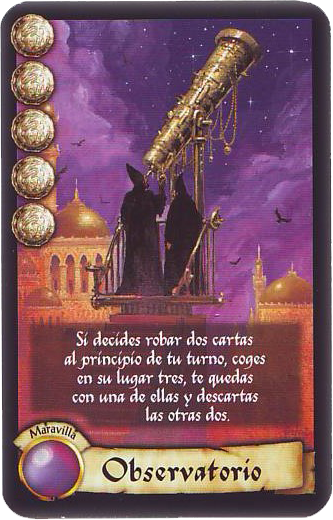 Si decides robar dos cartas
al principio de tu turno, coges
en su lugar tres, te quedas
con una de ellas y descartas
las otras dos.
Maravilla
Observatorio